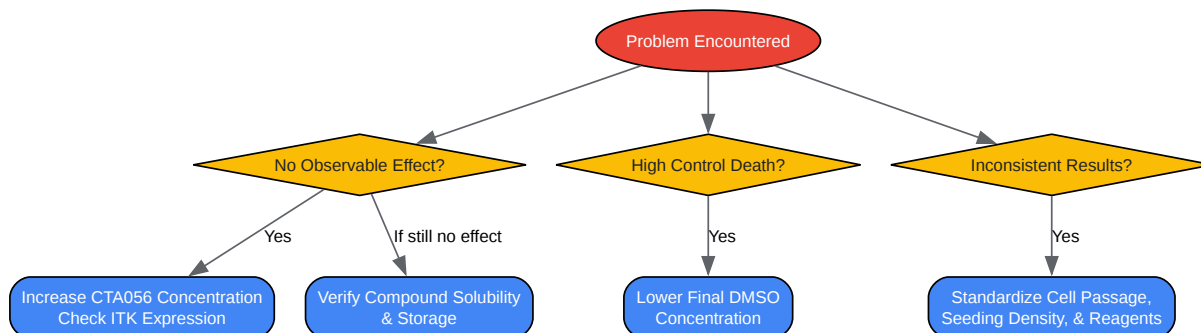 Problem Encountered
No Observable Effect?
High Control Death?
Inconsistent Results?
Yes
If still no effect
Yes
Yes
Increase CTA056 Concentration
Check ITK Expression
Verify Compound Solubility
& Storage
Lower Final DMSO
Concentration
Standardize Cell Passage,
Seeding Density, & Reagents